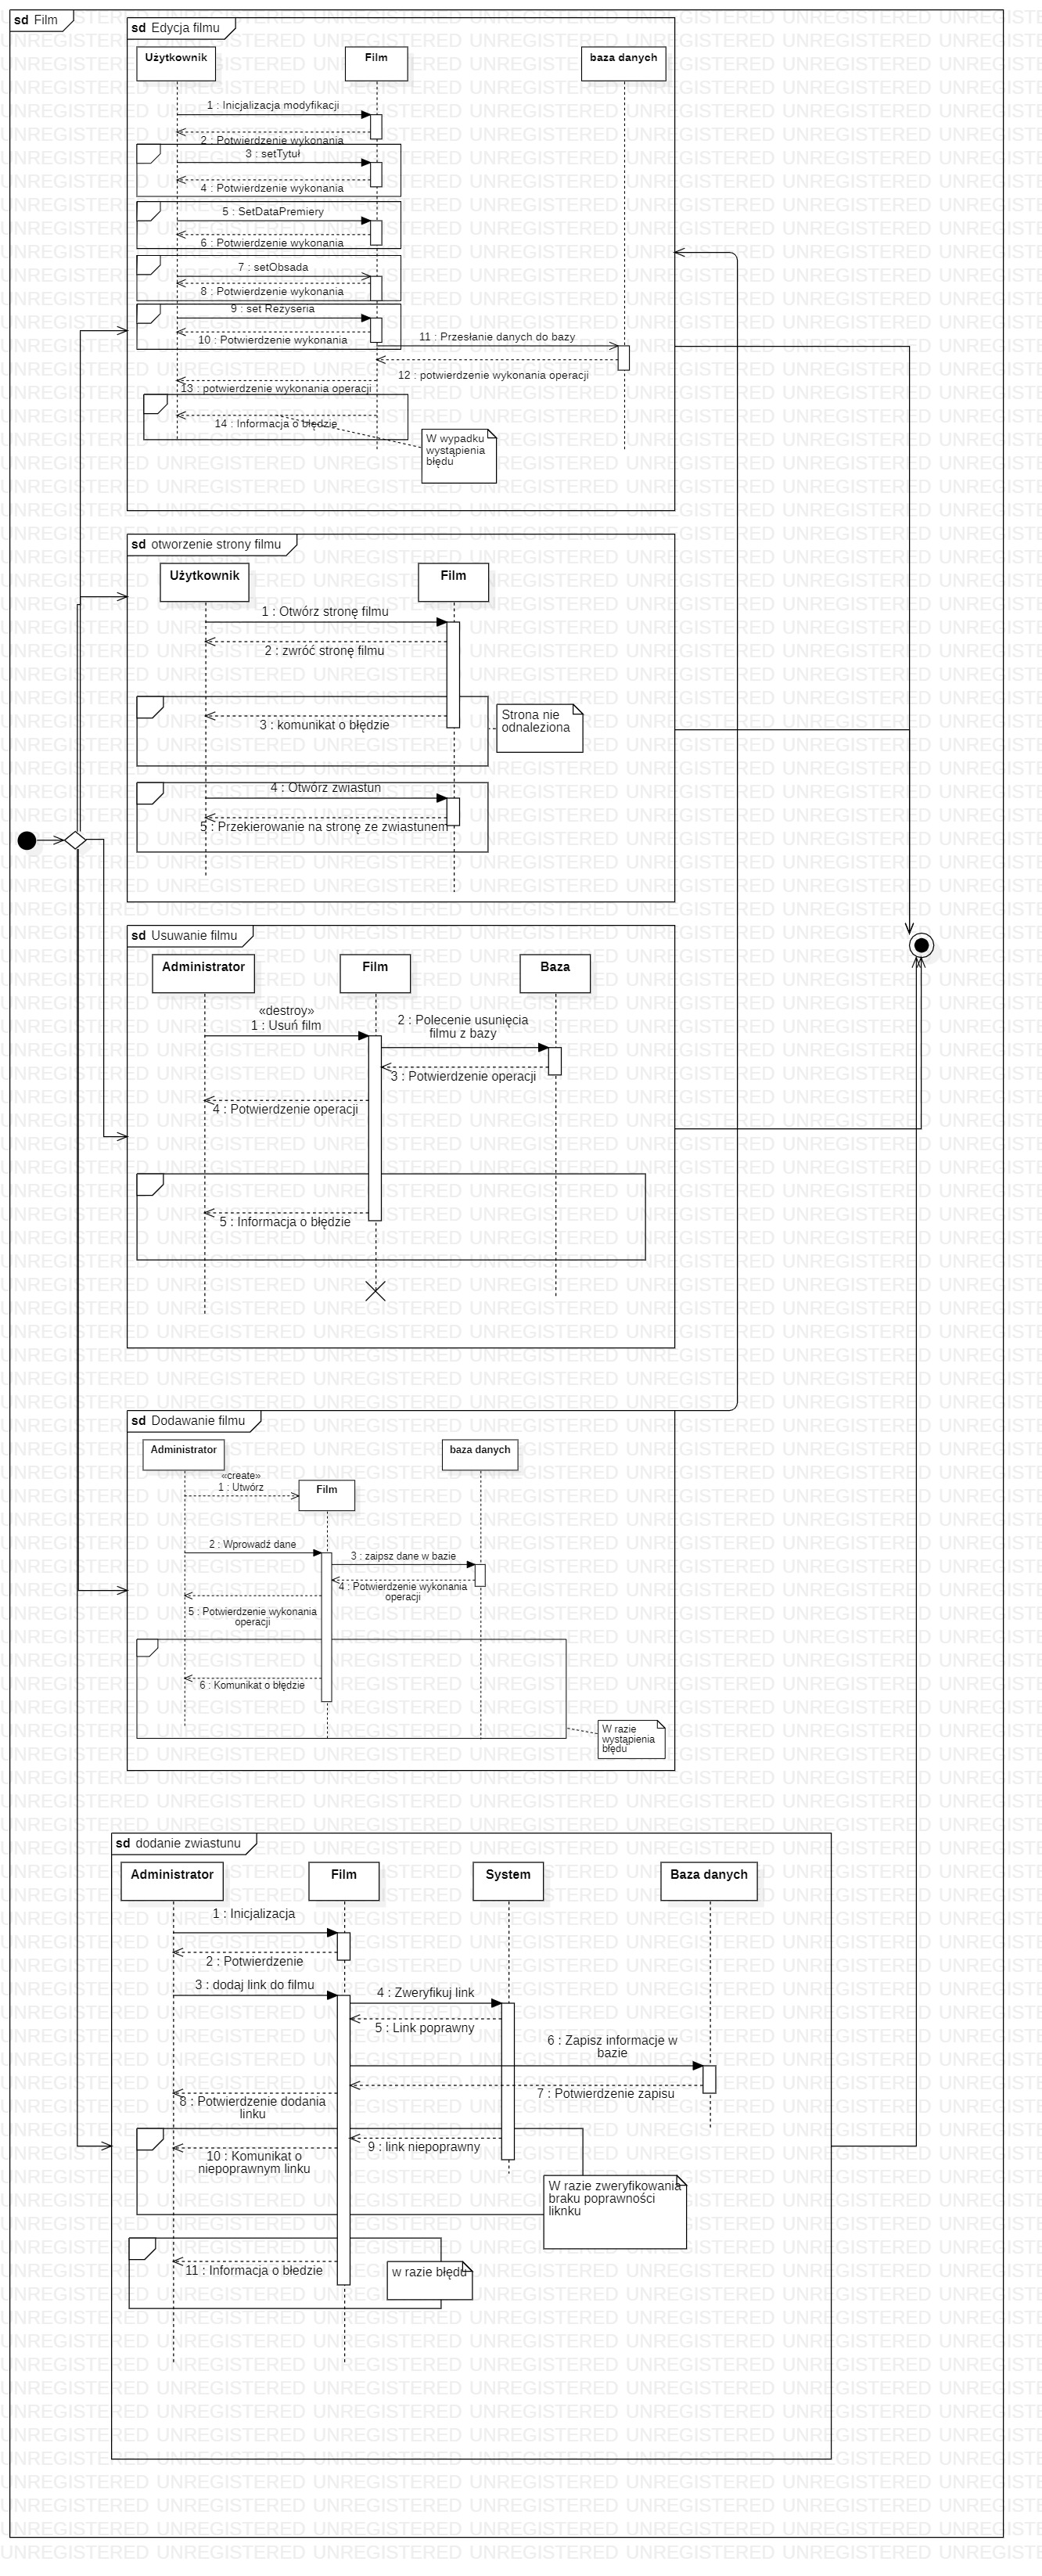 sd Film
sd Edycja filmu
Użytkownik
Film
baza danych
1 : Inicjalizacja modyfikacji
2 : Potwierdzenie wykonania
3 : setTytuł
4 : Potwierdzenie wykonania
5 : SetDataPremiery
6 : Potwierdzenie wykonania
7 : setObsada
8 : Potwierdzenie wykonania
9 : set Reżyseria
10 : Potwierdzenie wykonania
11 : Przesłanie danych do bazy
12 : potwierdzenie wykonania operacji
13 : potwierdzenie wykonania operacji
14 : Informacja o błędzie
W wypadku
wystąpienia
błędu
sd otworzenie strony filmu
Użytkownik
Film
1 : Otwórz stronę filmu
2 : zwróć stronę filmu
3 : komunikat o błędzie
Strona nie
odnaleziona
4 : Otwórz zwiastun
5 : Przekierowanie na stronę ze zwiastunem
sd Usuwanie filmu
Administrator
Film
Baza
«destroy»
1 : Usuń film
2 : Polecenie usunięcia
filmu z bazy
3 : Potwierdzenie operacji
4 : Potwierdzenie operacji
5 : Informacja o błędzie
sd Dodawanie filmu
Administrator
baza danych
«create»
1 : Utwórz
Film
2 : Wprowadź dane
3 : zaipsz dane w bazie
4 : Potwierdzenie wykonania
operacji
5 : Potwierdzenie wykonania
operacji
6 : Komunikat o błędzie
W razie
wystąpienia
błędu
sd dodanie zwiastunu
Administrator
Film
System
Baza danych
1 : Inicjalizacja
2 : Potwierdzenie
3 : dodaj link do filmu
4 : Zweryfikuj link
5 : Link poprawny
6 : Zapisz informacje w
bazie
7 : Potwierdzenie zapisu
8 : Potwierdzenie dodania
linku
9 : link niepoprawny
10 : Komunikat o
niepoprawnym linku
W razie zweryfikowania
braku poprawności
liknku
11 : Informacja o błedzie
w razie błędu
UNREGISTERED